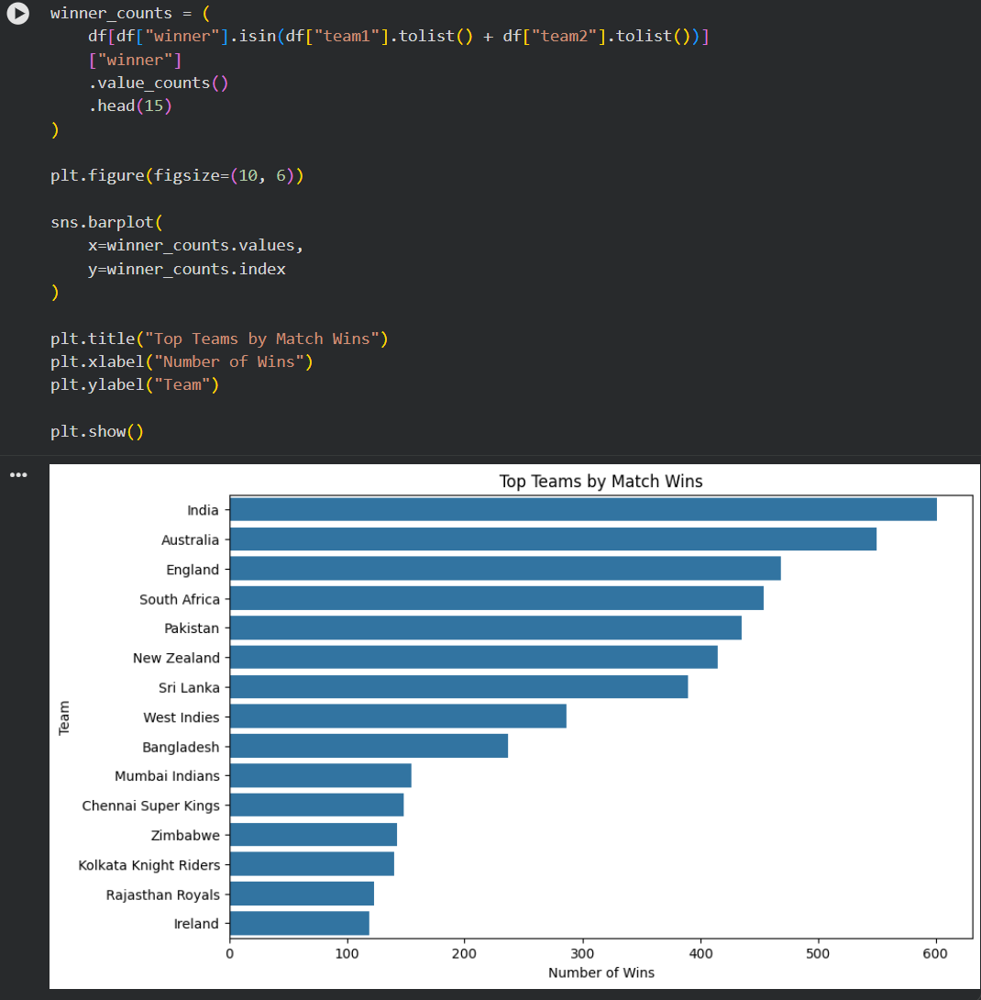 winner_counts = (
    df[df["winner"].isin(df["team1"].tolist() + df["team2"].tolist())]
    ["winner"]
    .value_counts()
    .head(15)
)
plt.figure(figsize=(10, 6))
sns.barplot(
    x=winner_counts.values,
    y=winner_counts.index
)
plt.title("Top Teams by Match Wins")
plt.xlabel("Number of Wins")
plt.ylabel("Team")
plt.show()
Top Teams by Match Wins
Team
India
Australia
England
South Africa
Pakistan
New Zealand
Sri Lanka
West Indies
Bangladesh
Mumbai Indians
Chennai Super Kings
Zimbabwe
Kolkata Knight Riders
Rajasthan Royals
Ireland
0 100 200 300 400 500 600
Number of Wins